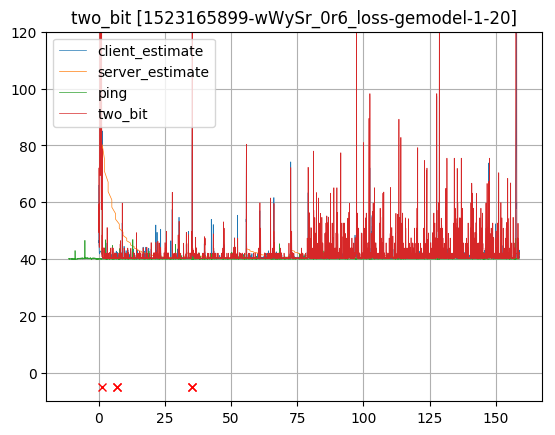 two_bit [1523165899-wWySr_0r6_loss-gemodel-1-20]
120
100
80
60
40
20
0
client_estimate
server_estimate
ping
two_bit
0
25
50
75
100
125
150